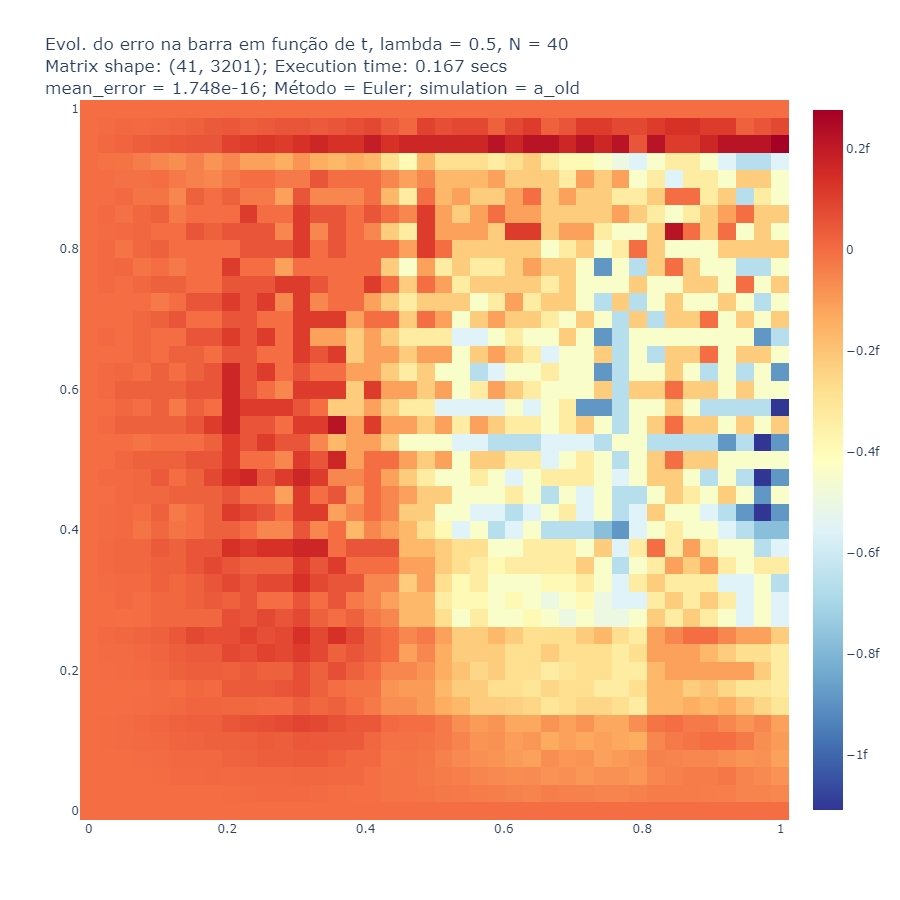 Evol. do erro na barra em função de t, lambda = 0.5, N = 40
Matrix shape: (41, 3201); Execution time: 0.167 secs
mean_error = 1.748e-16; Método = Euler; simulation = a_old
1
0.8
0.6
0.4
0.2
0
0 0.2 0.4 0.6 0.8 1
0.2f
0
−0.2f
−0.4f
−0.6f
−0.8f
−1f